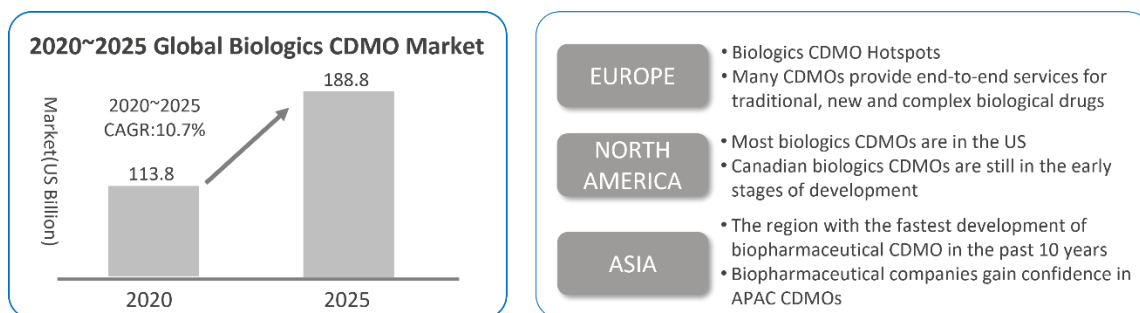 2020~2025 Global Biologics CDMO Market
Market(US Billion)
2020~2025
CAGR:10.7%
113.8
188.8
2020
2025
EUROPE
• Biologics CDMO Hotspots
• Many CDMOs provide end-to-end services for
traditional, new and complex biological drugs
NORTH
AMERICA
• Most biologics CDMOs are in the US
• Canadian biologics CDMOs are still in the early
stages of development
ASIA
• The region with the fastest development of
biopharmaceutical CDMO in the past 10 years
• Biopharmaceutical companies gain confidence in
APAC CDMOs